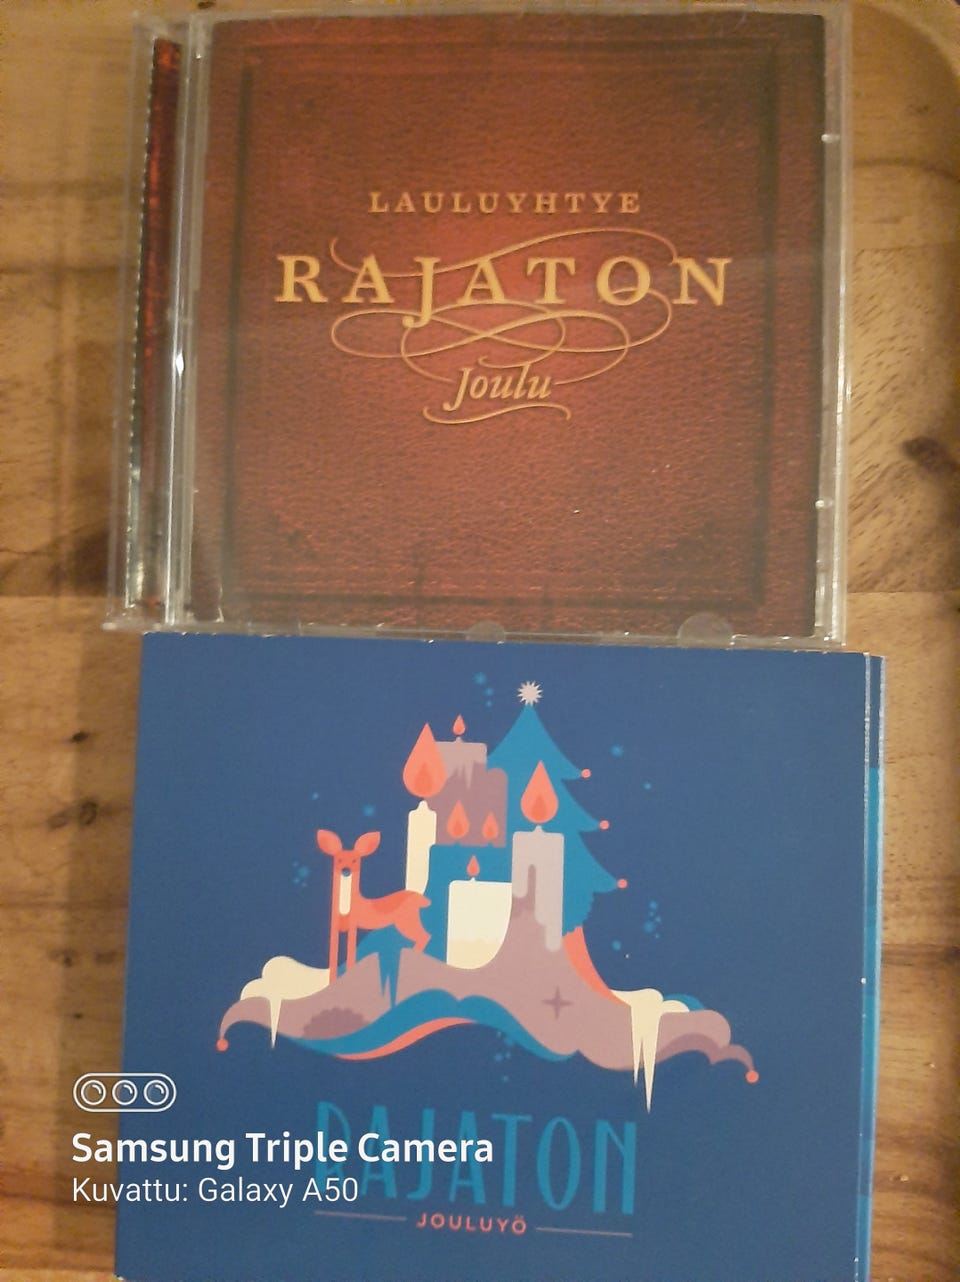 LAULUYHTYE
RAJATON
Joulu
RAJATON
JOULUYÖ
Samsung Triple Camera
Kuvattu: Galaxy A50